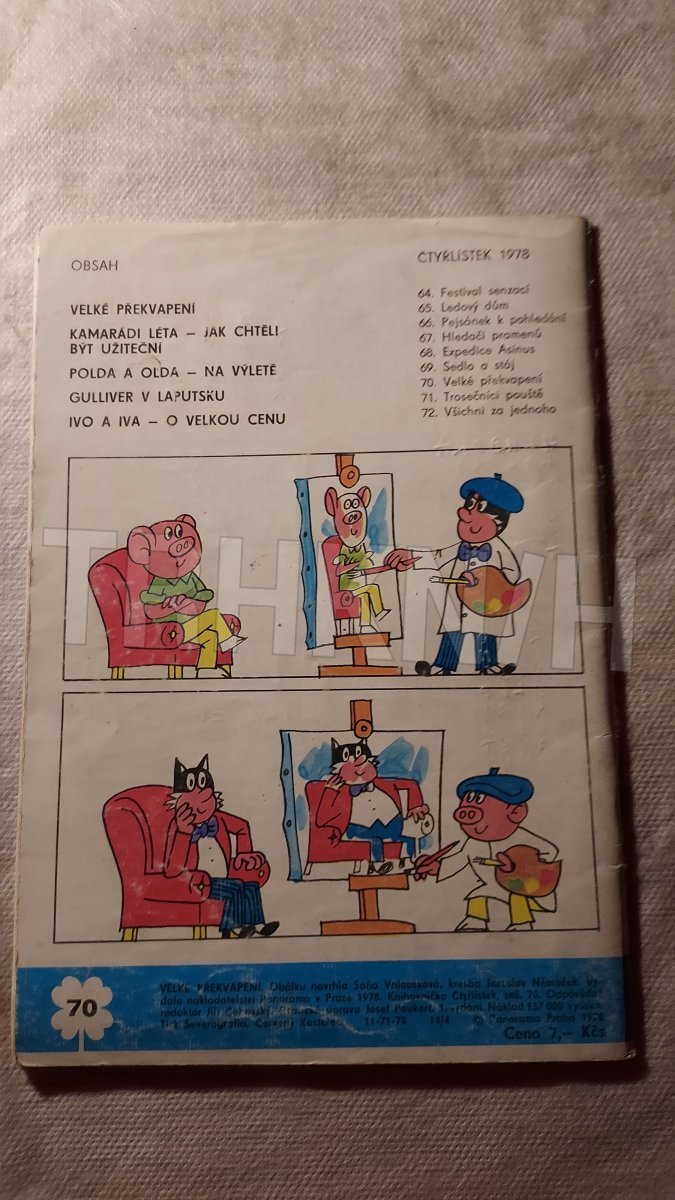 OBSAH
VELKÉ PŘEKVAPENÍ
KAMARÁDI LÉTA – JAK CHTĚLI
BÝT UŽITEČNÍ
POLDA A OLDA – NA VÝLETĚ
GULLIVER V LAPUTSKU
IVO A IVA – O VELKOU CENU
ČTYŘLÍSTEK 1978
64. Festival senzací
65. Ledový dům
66. Pejsánek k pohledání
67. Hledači pramenů
68. Expedice Asinus
69. Sedlo a stáj
70. Velké překvapení
71. Trosečníci pouště
72. Všichni za jednoho
70
VELKÉ PŘEKVAPENÍ. Obálku navrhla Soňa Valoušková, kresba Jaroslav Němeček. Vy-
dalo nakladatelství Panorama v Praze 1978. Knihovnička Čtyřlístek, seš. 70. Odpovědný
redaktor Jiří Grafická úprava Josef Paukert. 1. vydání. Náklad 137 000 výtisků
Tisk Severografia, Červený Kostelec 11-71-78 14/4 © Panorama Praha 1978
Cena 7,– Kčs